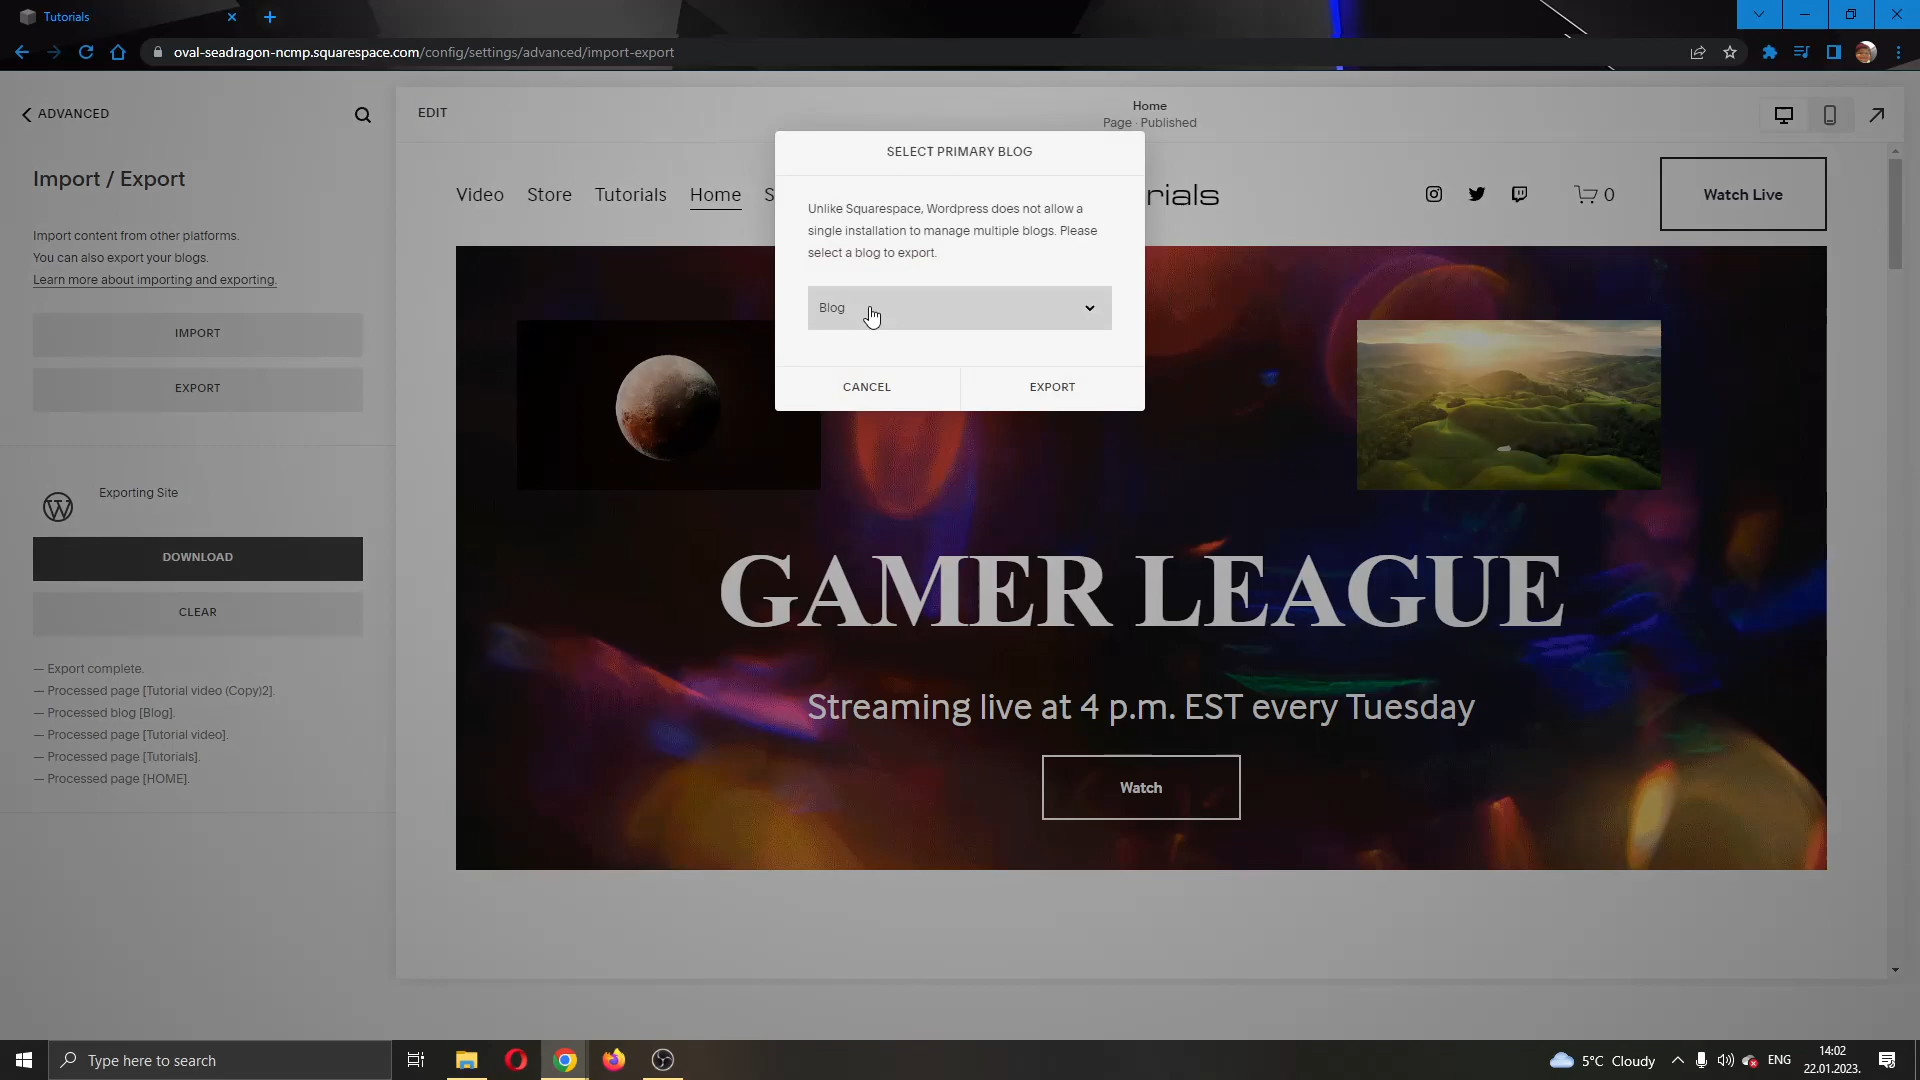 Tutorials
oval-seadragon-ncmp.squarespace.com/config/settings/advanced/import-export
ADVANCED
Import / Export
Import content from other platforms.
You can also export your blogs.
Learn more about importing and exporting.
IMPORT
EXPORT
Exporting Site
DOWNLOAD
CLEAR
— Export complete.
— Processed page [Tutorial video (Copy)2].
— Processed blog [Blog].
— Processed page [Tutorial video].
— Processed page [Tutorials].
— Processed page [HOME].
EDIT
Home
Page · Published
Video Store Tutorials Home S
rials
0
Watch Live
SELECT PRIMARY BLOG
Unlike Squarespace, Wordpress does not allow a
single installation to manage multiple blogs. Please
select a blog to export.
Blog
CANCEL
EXPORT
GAMER LEAGUE
Streaming live at 4 p.m. EST every Tuesday
Watch
Type here to search
5°C Cloudy
ENG
14:02
22.01.2023.